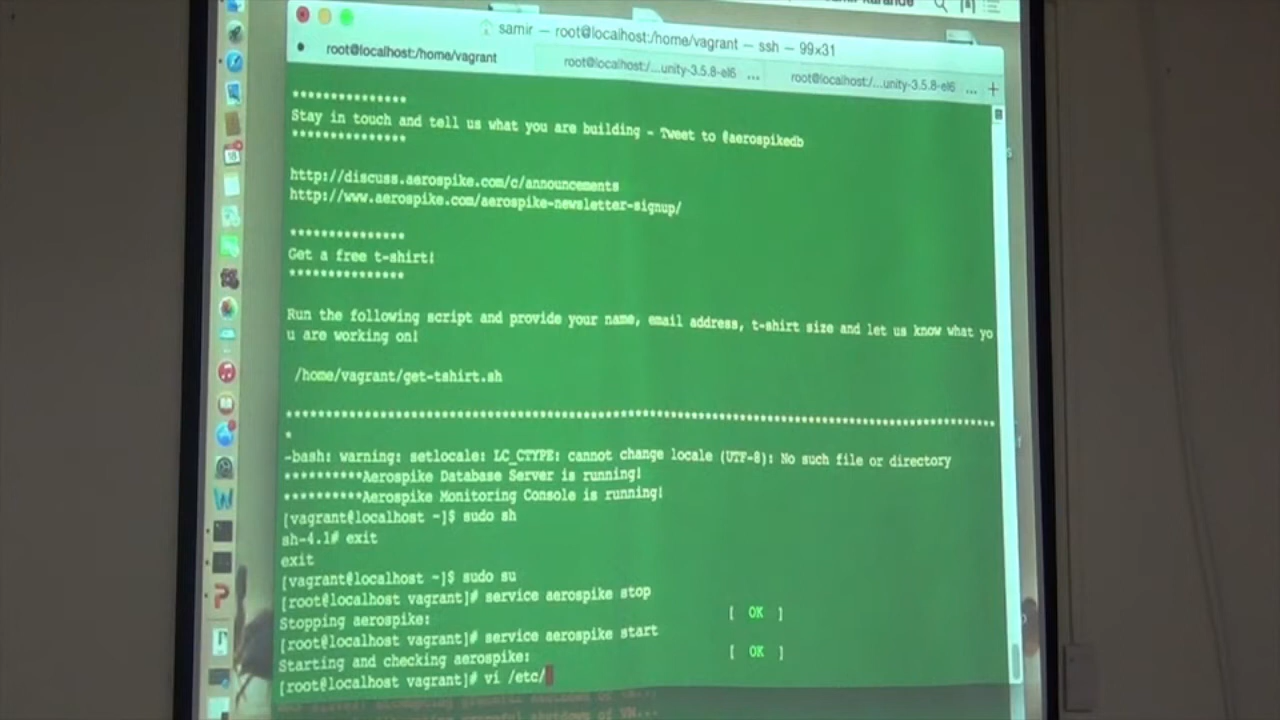 samir — root@localhost:/home/vagrant — ssh — 99×31
root@localhost:/home/vagrant
root@localhost:/...unity-3.5.8-el6 ...
root@localhost:/...unity-3.5.8-el6 ... +
***************
Stay in touch and tell us what you are building - Tweet to @aerospikedb
***************
http://discuss.aerospike.com/c/announcements
http://www.aerospike.com/aerospike-newsletter-signup/
***************
Get a free t-shirt!
***************
Run the following script and provide your name, email address, t-shirt size and let us know what yo
u are working on!
/home/vagrant/get-tshirt.sh
***************************************************************************************************
*
-bash: warning: setlocale: LC_CTYPE: cannot change locale (UTF-8): No such file or directory
**********Aerospike Database Server is running!
**********Aerospike Monitoring Console is running!
[vagrant@localhost ~]$ sudo sh
sh-4.1# exit
exit
[vagrant@localhost ~]$ sudo su
[root@localhost vagrant]# service aerospike stop
Stopping aerospike: [ OK ]
[root@localhost vagrant]# service aerospike start
Starting and checking aerospike: [ OK ]
[root@localhost vagrant]# vi /etc/